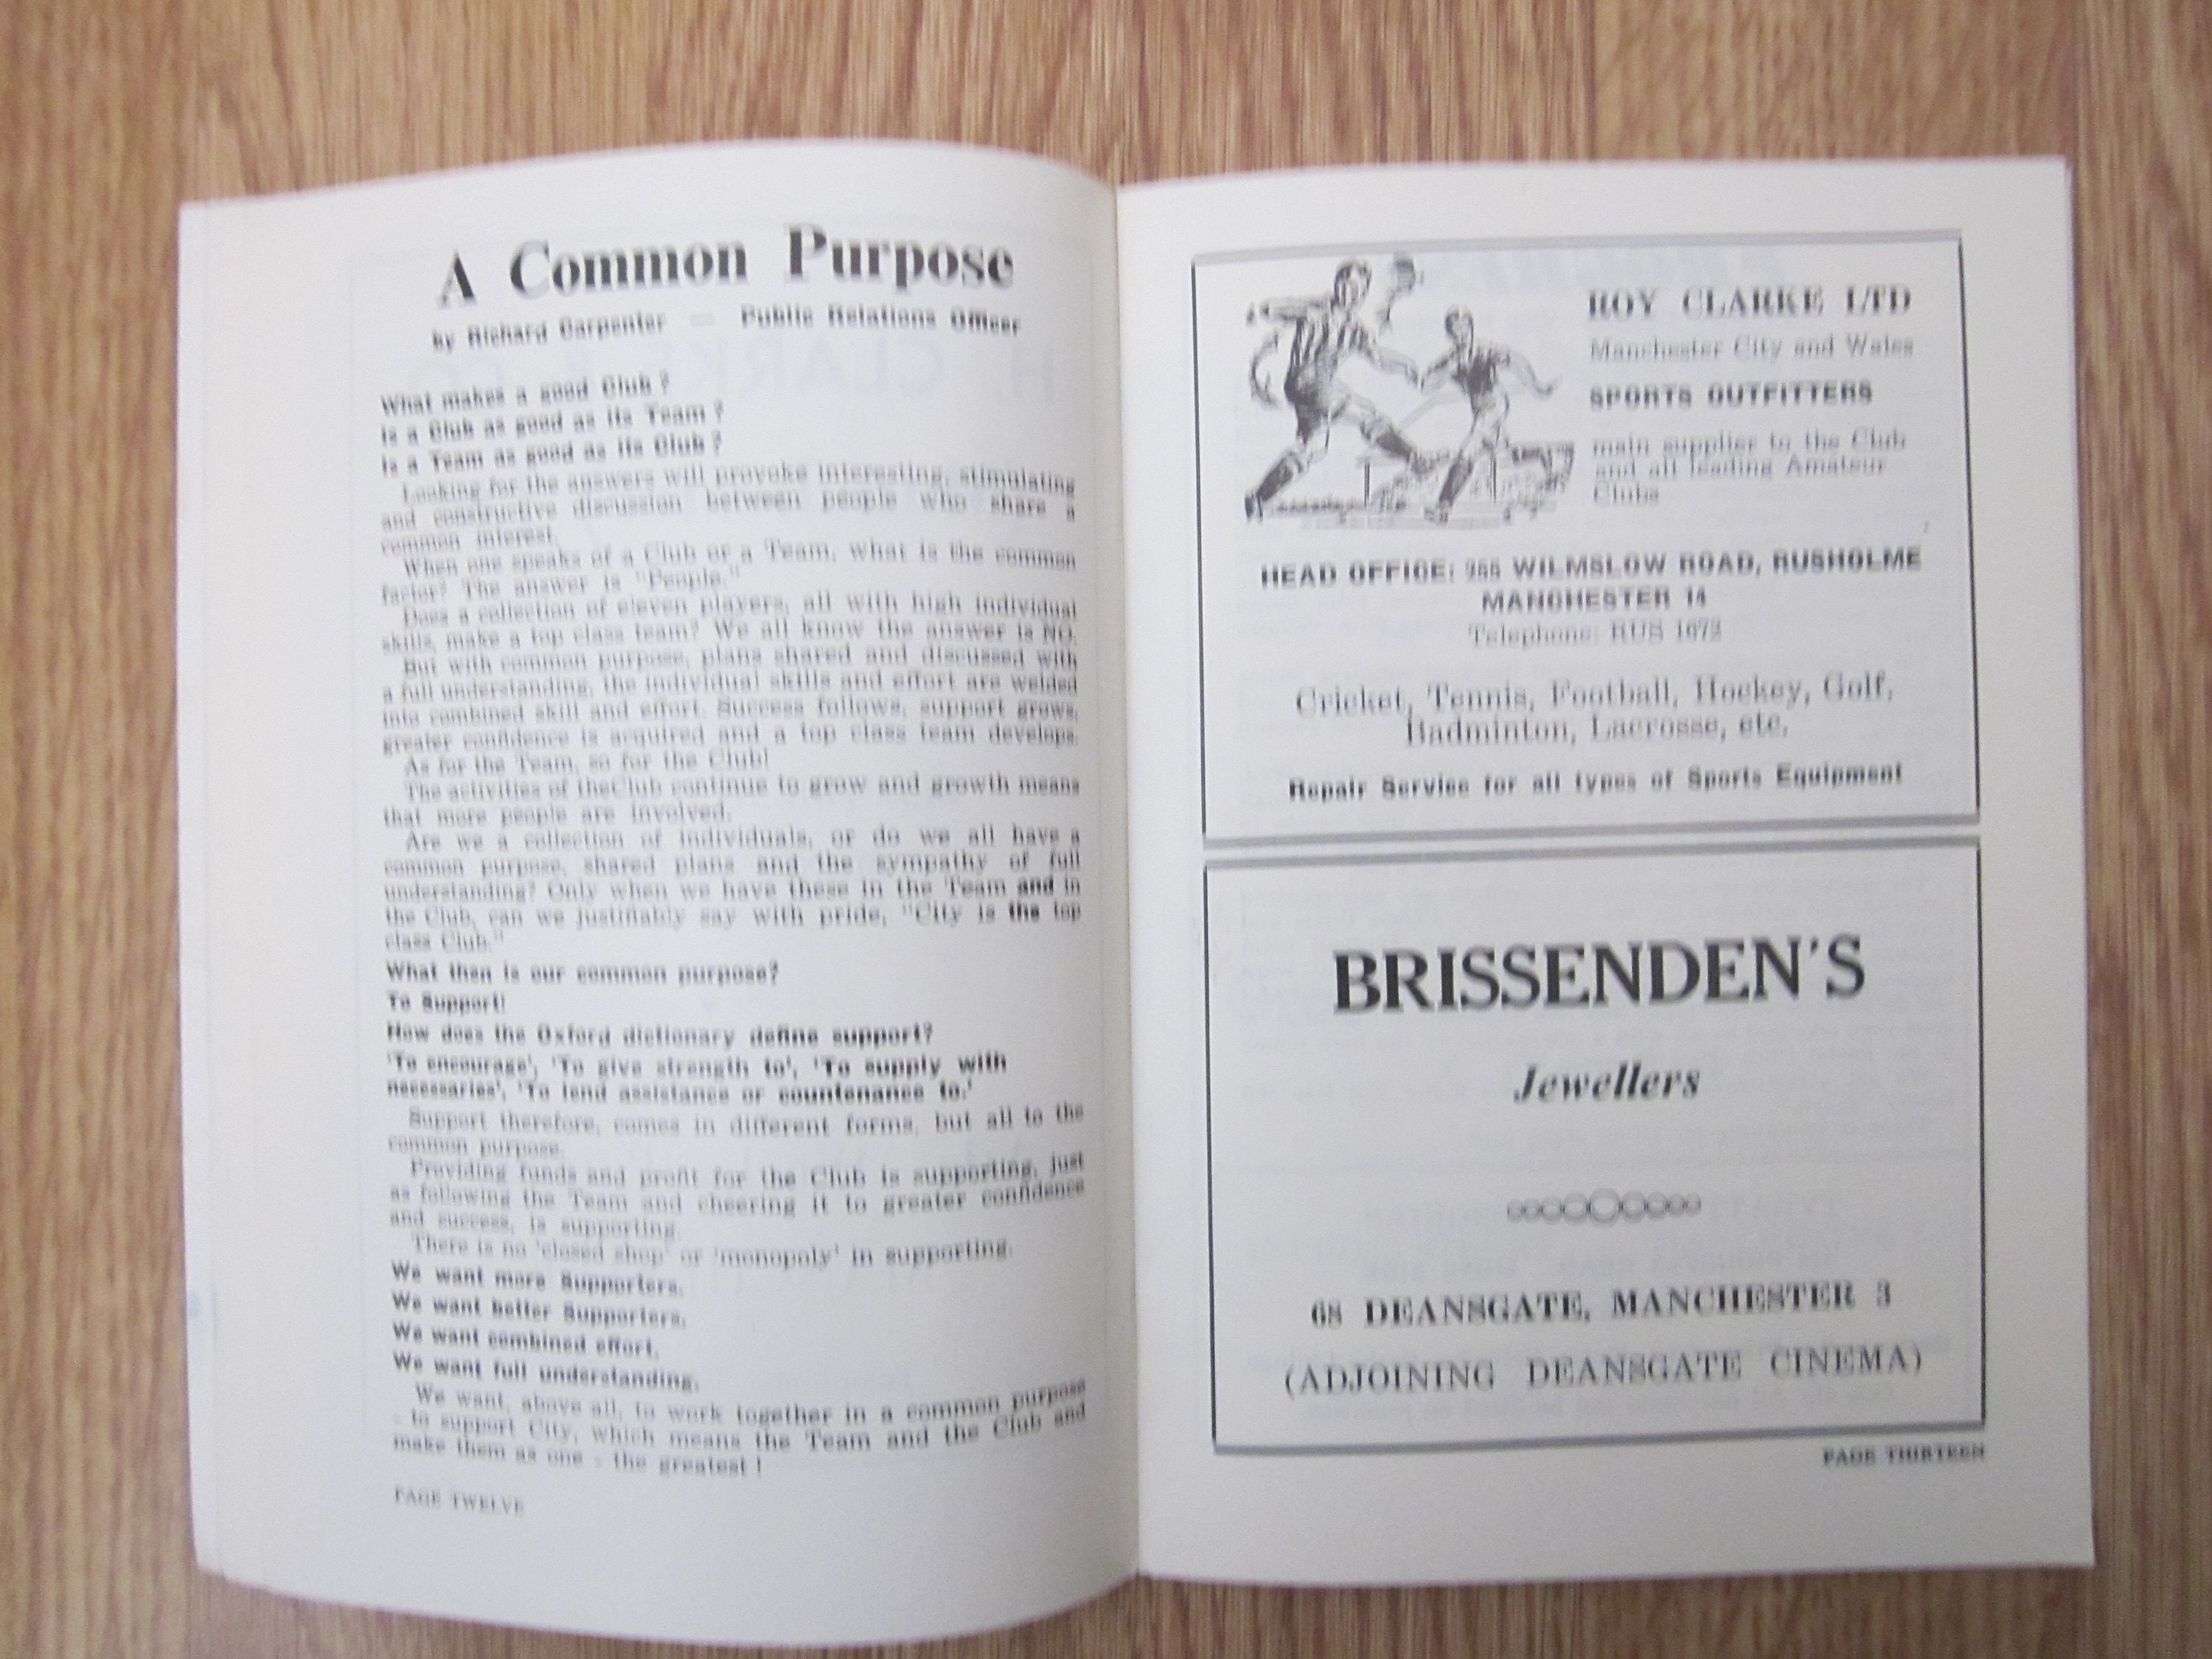 A Common Purpose
by Richard Carpenter — Public Relations Officer
What makes a good Club?
Is a Club as good as its Team?
Is a Team as good as its Club?
Looking for the answers will provoke interesting, stimulating
and constructive discussion between people who share a
common interest.
When one speaks of a Club or a Team, what is the common
factor? The answer is "People."
Does a collection of eleven players, all with high individual
skills, make a top class team? We all know the answer is NO.
But with common purpose, plans shared and discussed with
a full understanding, the individual skills and effort are welded
into combined skill and effort. Success follows, support grows,
greater confidence is acquired and a top class team develops.
As for the Team, so for the Club!
The activities of theClub continue to grow and growth means
that more people are involved.
Are we a collection of individuals, or do we all have a
common purpose, shared plans and the sympathy of full
understanding? Only when we have these in the Team and in
the Club, can we justifiably say with pride, "City is the top
class Club."
What then is our common purpose?
To Support!
How does the Oxford dictionary define support?
'To encourage', 'To give strength to', 'To supply with
necessaries', 'To lend assistance or countenance to.'
Support therefore, comes in different forms, but all to the
common purpose.
Providing funds and profit for the Club is supporting, just
as following the Team and cheering it to greater confidence
and success, is supporting.
There is no 'closed shop' or 'monopoly' in supporting.
We want more Supporters.
We want better Supporters.
We want combined effort.
We want full understanding.
We want, above all, to work together in a common purpose
- to support City, which means the Team and the Club and
make them as one - the greatest!
PAGE TWELVE
ROY CLARKE LTD
Manchester City and Wales
SPORTS OUTFITTERS
main supplier to the Club
and all leading Amateur
Clubs
HEAD OFFICE: WILMSLOW ROAD, RUSHOLME
MANCHESTER 14
Telephone: RUS
Cricket, Tennis, Football, Hockey, Golf,
Badminton, Lacrosse, etc.
Repair Service for all types of Sports Equipment
BRISSENDEN'S
Jewellers
68 DEANSGATE, MANCHESTER 3
(ADJOINING DEANSGATE CINEMA)
PAGE THIRTEEN